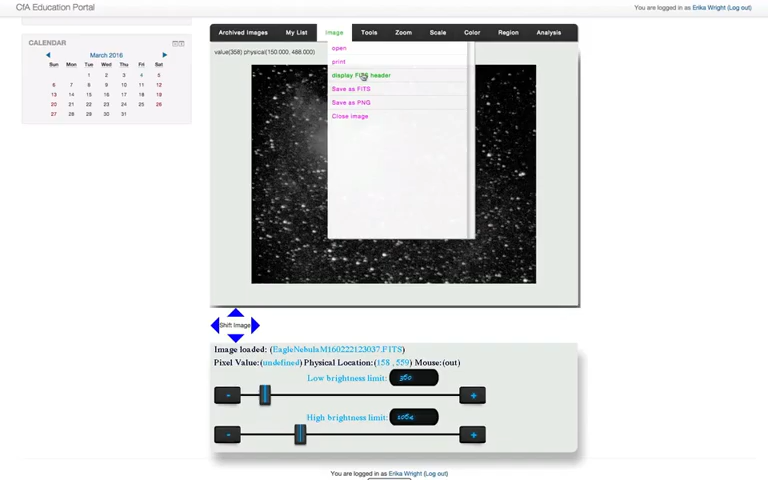 CfA Education Portal
You are logged in as Erika Wright (Log out)
CALENDAR
March 2016
Sun Mon Tue Wed Thu Fri Sat
1 2 3 4 5
6 7 8 9 10 11 12
13 14 15 16 17 18 19
20 21 22 23 24 25 26
27 28 29 30 31
Archived Images My List Image Tools Zoom Scale Color Region Analysis
value(358) physical(150.000, 488.000)
open
print
display FITS header
Save as FITS
Save as PNG
Close image
Shift Image
Image loaded: (EagleNebulaM160222123037.FITS)
Pixel Value:(undefined) Physical Location:(158 , 559) Mouse:(out)
Low brightness limit: 350
- +
High brightness limit:
- +
You are logged in as Erika Wright (Log out)